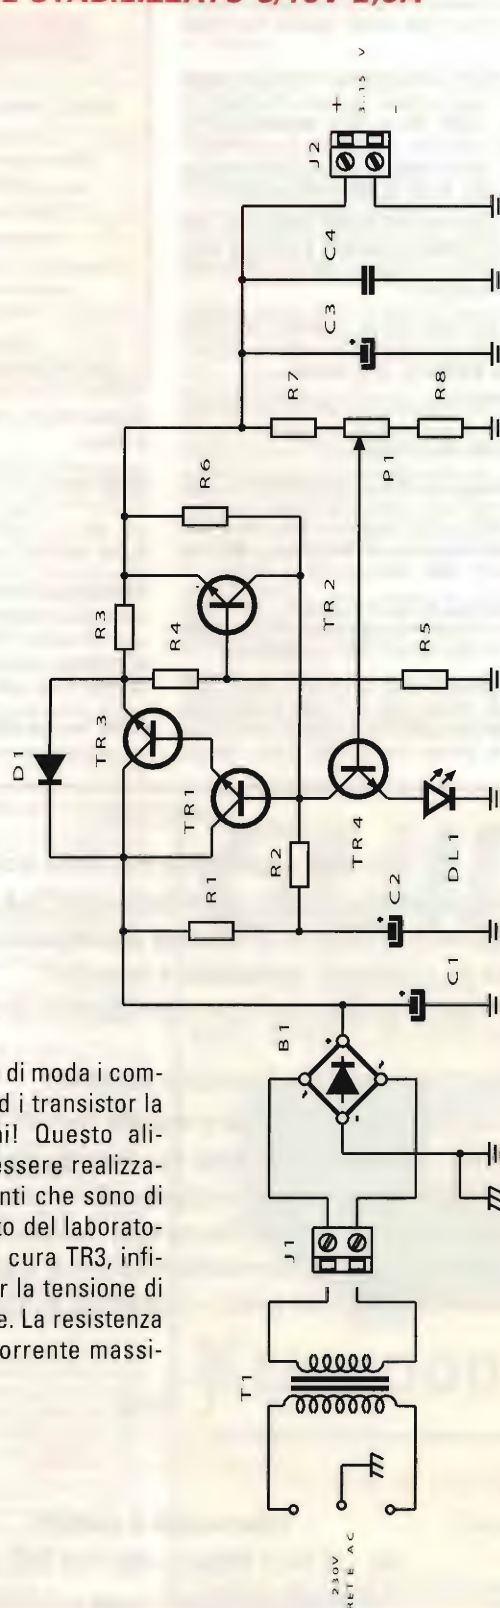 STABILIZZATO 3/15V
V
3..15
+
-
J2
C4
C3
R7
R8
P1
R6
TR2
R3
R4
R5
D1
TR3
TR1
TR4
DL1
R2
R1
C2
C1
B1
+
-
~
~
J1
T1
230V
RETE AC
di moda i com-
d i transistor la
ni! Questo ali-
essere realizza-
nti che sono di
to del laborato-
cura TR3, infi-
r la tensione di
e. La resistenza
orrente massi-